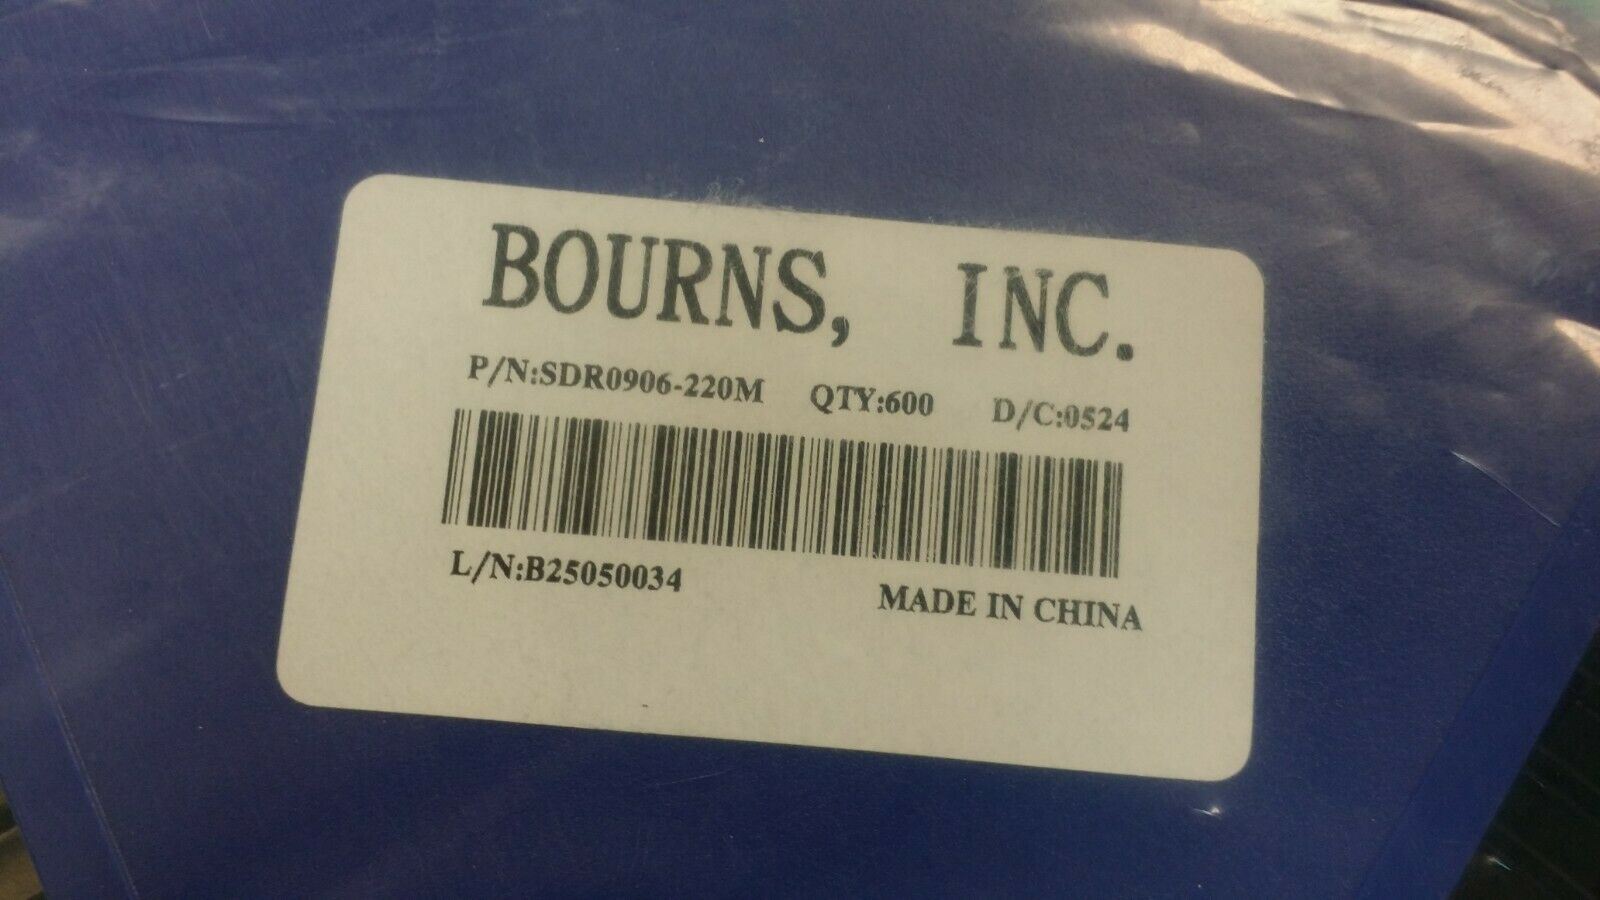 BOURNS, INC.
P/N:SDR0906-220M QTY:600 D/C:0524
L/N:B25050034 MADE IN CHINA